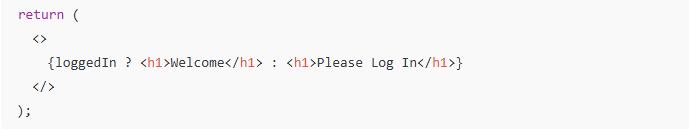 return (
<>
{loggedIn ? <h1>Welcome</h1> : <h1>Please Log In</h1>}
</>
);